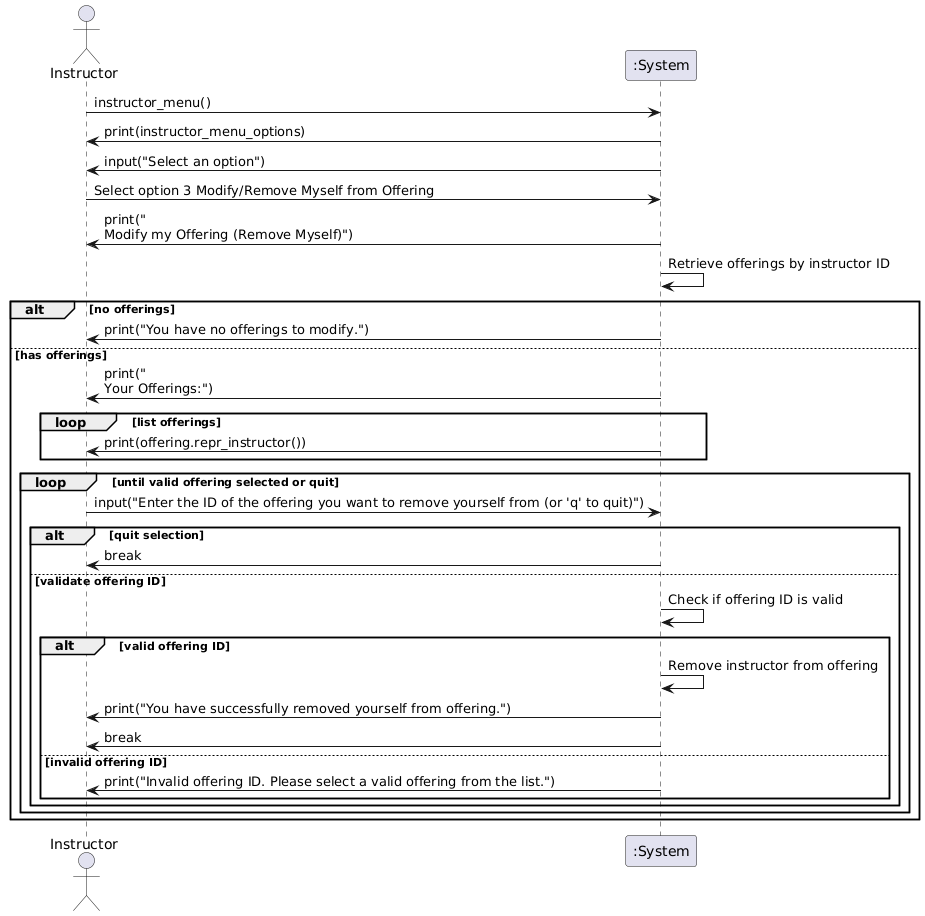 Instructor
:System
instructor_menu()
print(instructor_menu_options)
input("Select an option")
Select option 3 Modify/Remove Myself from Offering
print("
Modify my Offering (Remove Myself)")
Retrieve offerings by instructor ID
alt [no offerings]
print("You have no offerings to modify.")
[has offerings]
print("
Your Offerings:")
loop [list offerings]
print(offering.repr_instructor())
loop [until valid offering selected or quit]
input("Enter the ID of the offering you want to remove yourself from (or 'q' to quit)")
alt [quit selection]
break
[validate offering ID]
Check if offering ID is valid
alt [valid offering ID]
Remove instructor from offering
print("You have successfully removed yourself from offering.")
break
[invalid offering ID]
print("Invalid offering ID. Please select a valid offering from the list.")
Instructor
:System